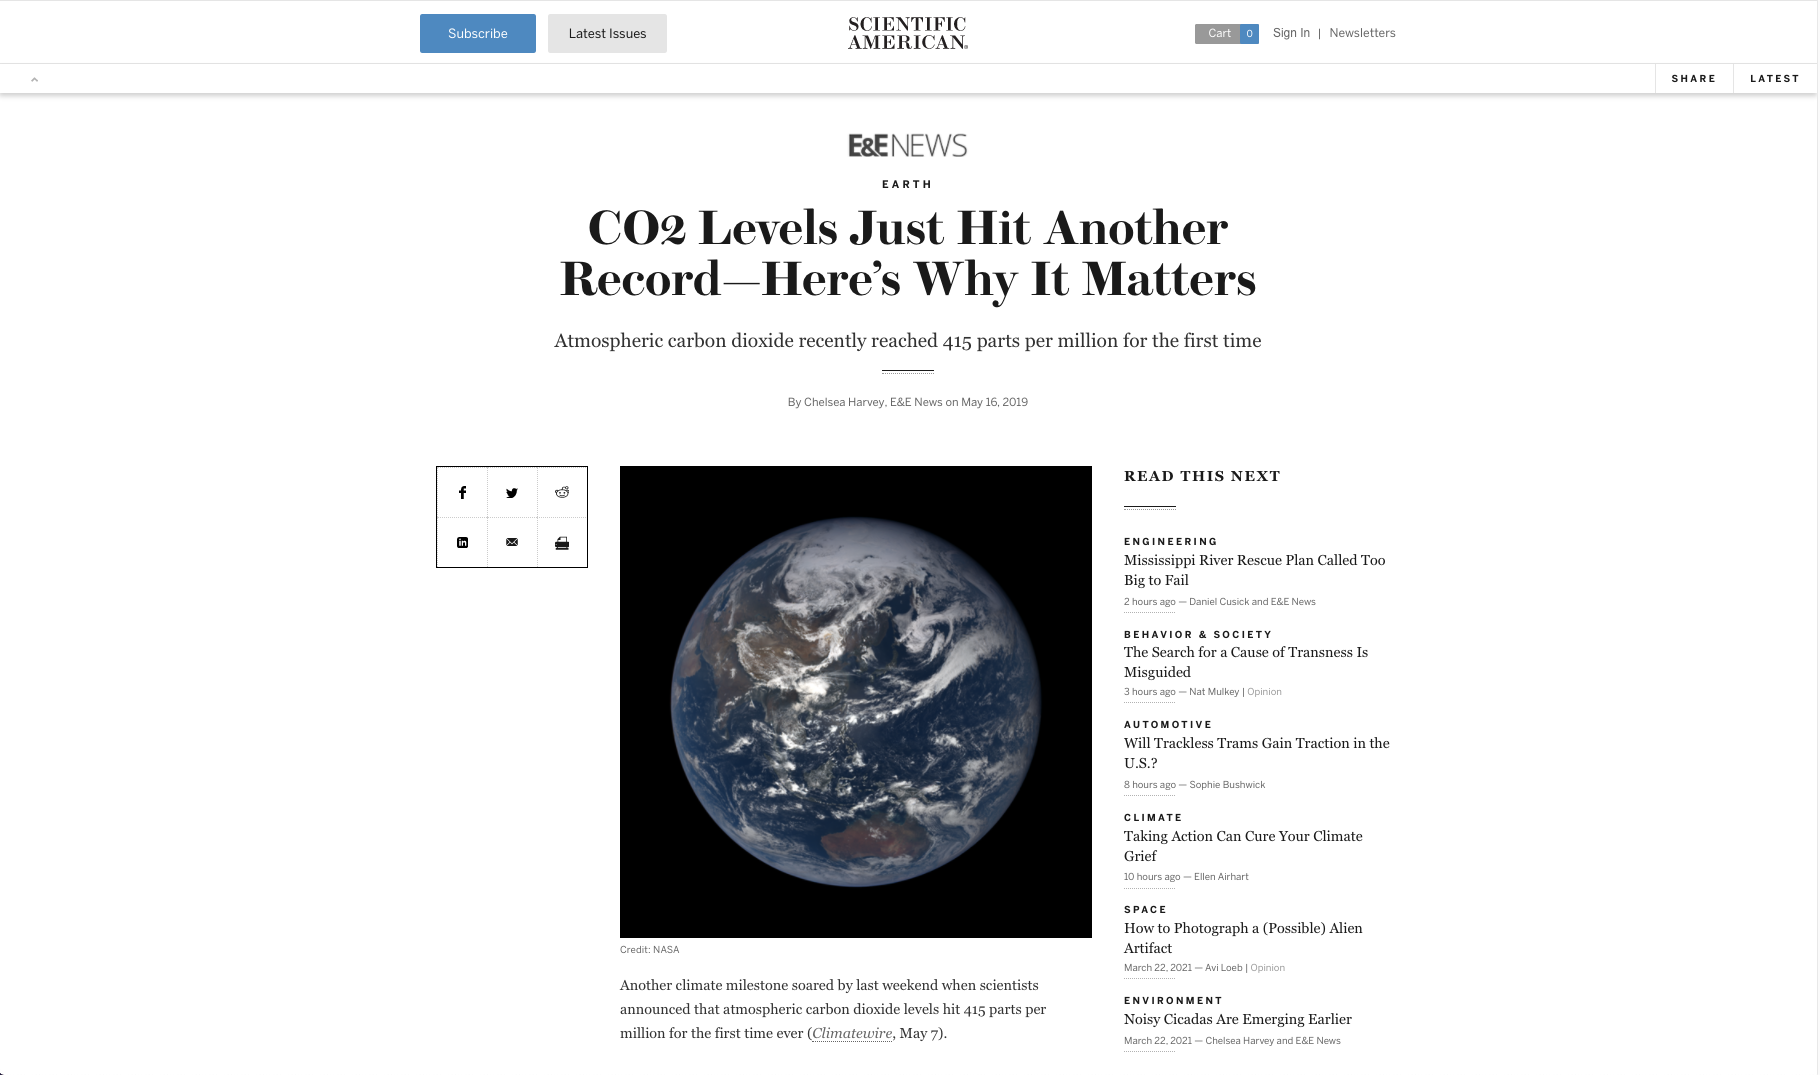 Subscribe
Latest Issues
SCIENTIFIC
AMERICAN®
Cart 0
Sign In | Newsletters
SHARE
LATEST
E&E NEWS
EARTH
CO2 Levels Just Hit Another
Record—Here’s Why It Matters
Atmospheric carbon dioxide recently reached 415 parts per million for the first time
By Chelsea Harvey, E&E News on May 16, 2019
Credit: NASA
Another climate milestone soared by last weekend when scientists
announced that atmospheric carbon dioxide levels hit 415 parts per
million for the first time ever (Climatewire, May 7).
READ THIS NEXT
ENGINEERING
Mississippi River Rescue Plan Called Too
Big to Fail
2 hours ago — Daniel Cusick and E&E News
BEHAVIOR & SOCIETY
The Search for a Cause of Transness Is
Misguided
3 hours ago — Nat Mulkey | Opinion
AUTOMOTIVE
Will Trackless Trams Gain Traction in the
U.S.?
8 hours ago — Sophie Bushwick
CLIMATE
Taking Action Can Cure Your Climate
Grief
10 hours ago — Ellen Airhart
SPACE
How to Photograph a (Possible) Alien
Artifact
March 22, 2021 — Avi Loeb | Opinion
ENVIRONMENT
Noisy Cicadas Are Emerging Earlier
March 22, 2021 — Chelsea Harvey and E&E News